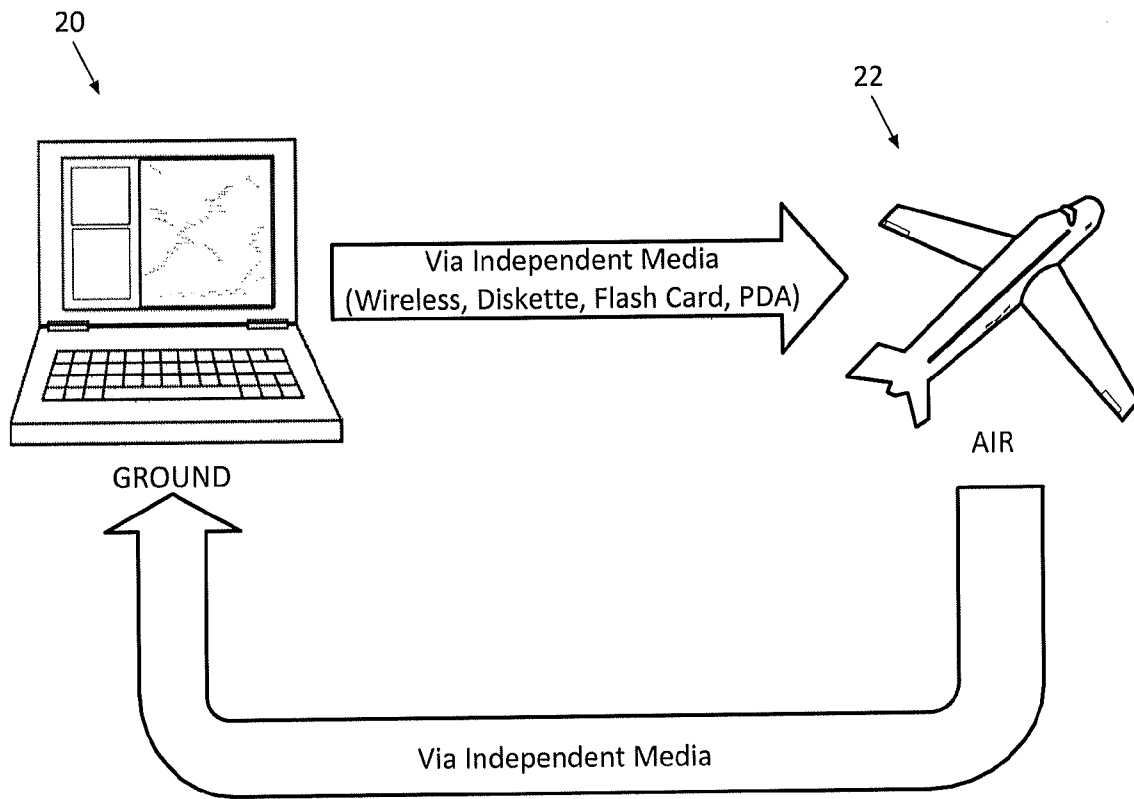 20
22
Via Independent Media
(Wireless, Diskette, Flash Card, PDA)
AIR
GROUND
Via Independent Media